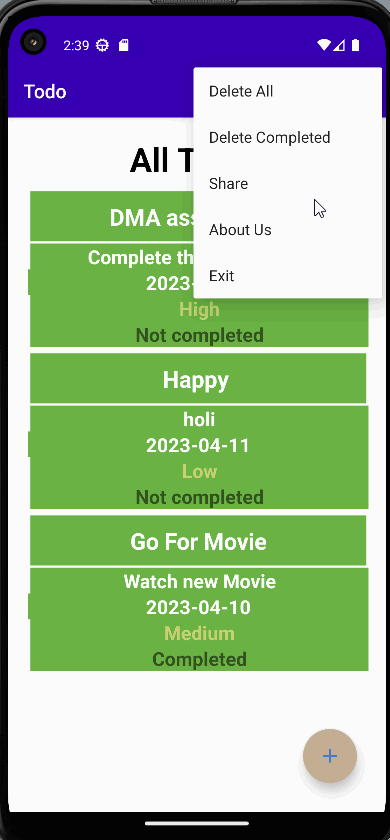 2:39
Todo
Delete All
Delete Completed
Share
About Us
Exit
All T
DMA ass
Complete th
2023-
High
Not completed
Happy
holi
2023-04-11
Low
Not completed
Go For Movie
Watch new Movie
2023-04-10
Medium
Completed
+